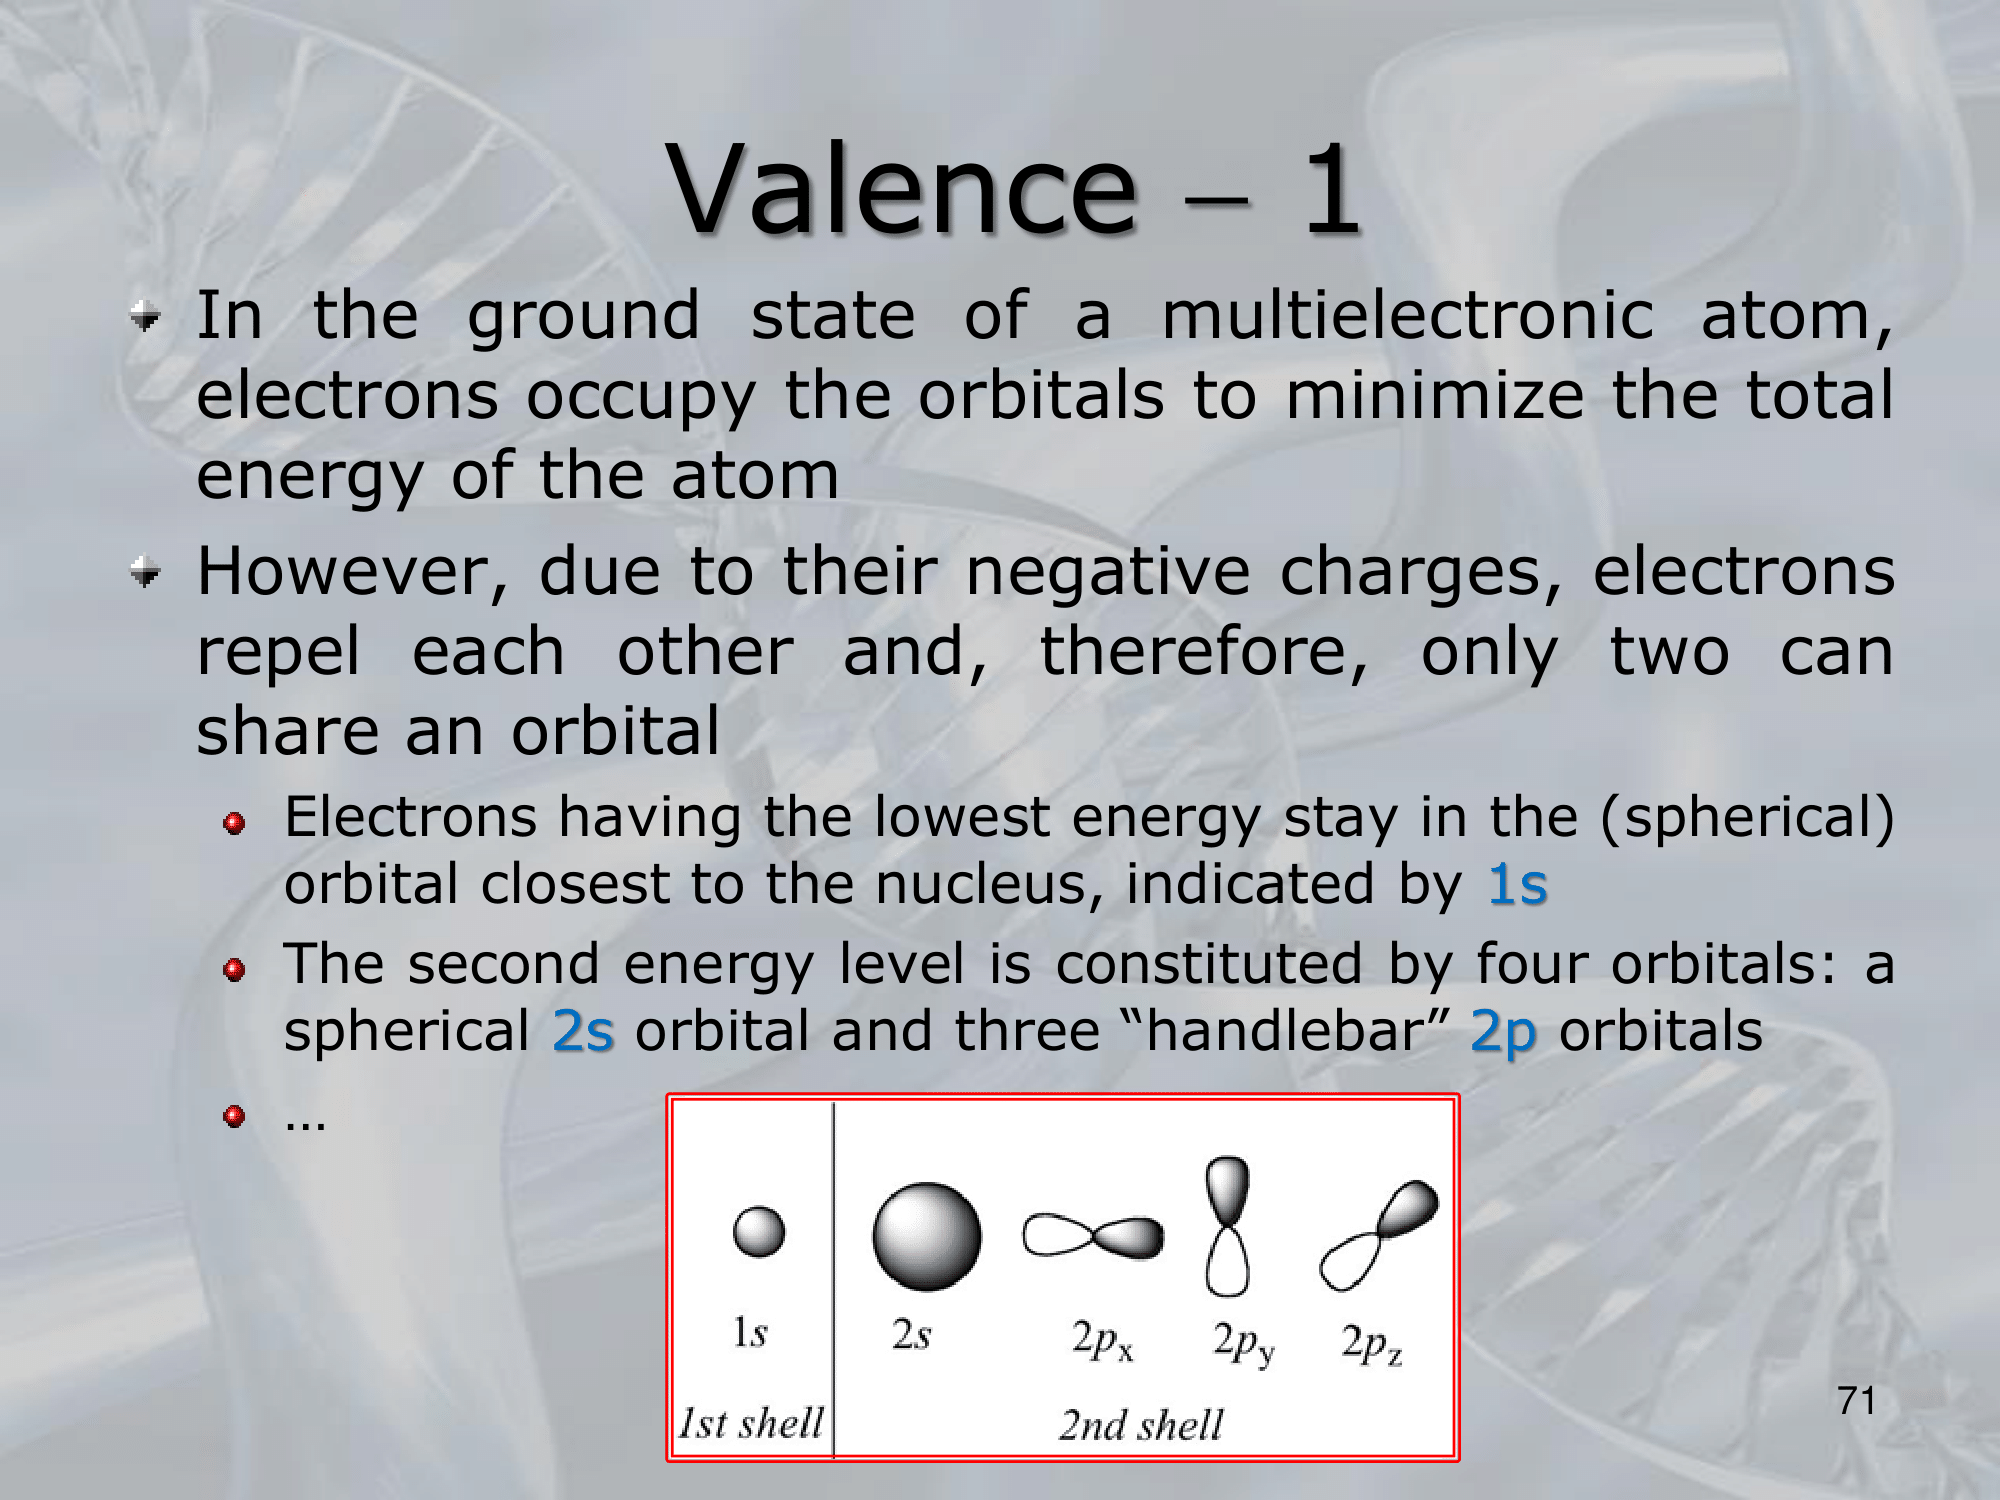 Valence – 1
In the ground state of a multielectronic atom,
electrons occupy the orbitals to minimize the total
energy of the atom
However, due to their negative charges, electrons
repel each other and, therefore, only two can
share an orbital
Electrons having the lowest energy stay in the (spherical)
orbital closest to the nucleus, indicated by 1s
The second energy level is constituted by four orbitals: a
spherical 2s orbital and three “handlebar” 2p orbitals
…
1s 2s 2px 2py 2pz
1st shell 2nd shell
71